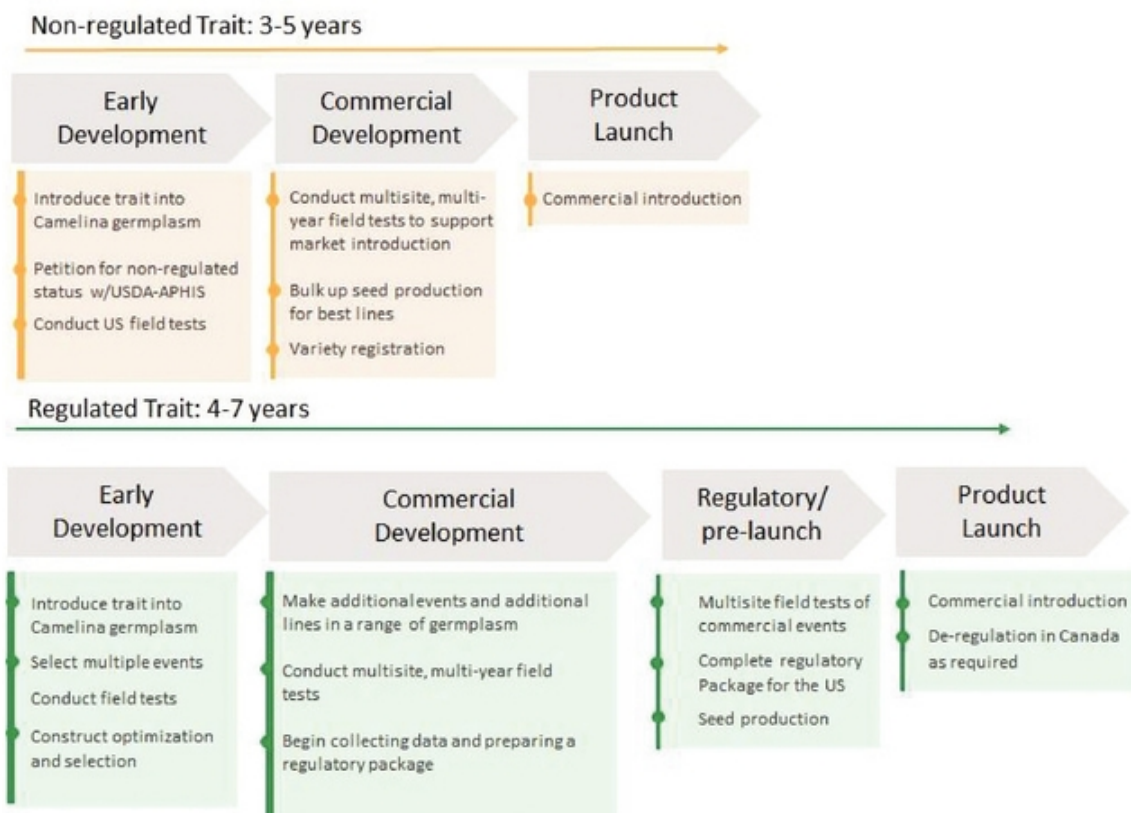 Non-regulated Trait: 3-5 years
Early
Development
Commercial
Development
Product
Launch
Introduce trait into
Camelina germplasm
Petition for non-regulated
status w/USDA-APHIS
Conduct US field tests
Conduct multisite, multi-
year field tests to support
market introduction
Bulk up seed production
for best lines
Variety registration
Commercial introduction
Regulated Trait: 4-7 years
Early
Development
Commercial
Development
Regulatory/
pre-launch
Product
Launch
Introduce trait into
Camelina germplasm
Select multiple events
Conduct field tests
Construct optimization
and selection
Make additional events and additional
lines in a range of germplasm
Conduct multisite, multi-year field
tests
Begin collecting data and preparing a
regulatory package
Multisite field tests of
commercial events
Complete regulatory
Package for the US
Seed production
Commercial introduction
De-regulation in Canada
as required